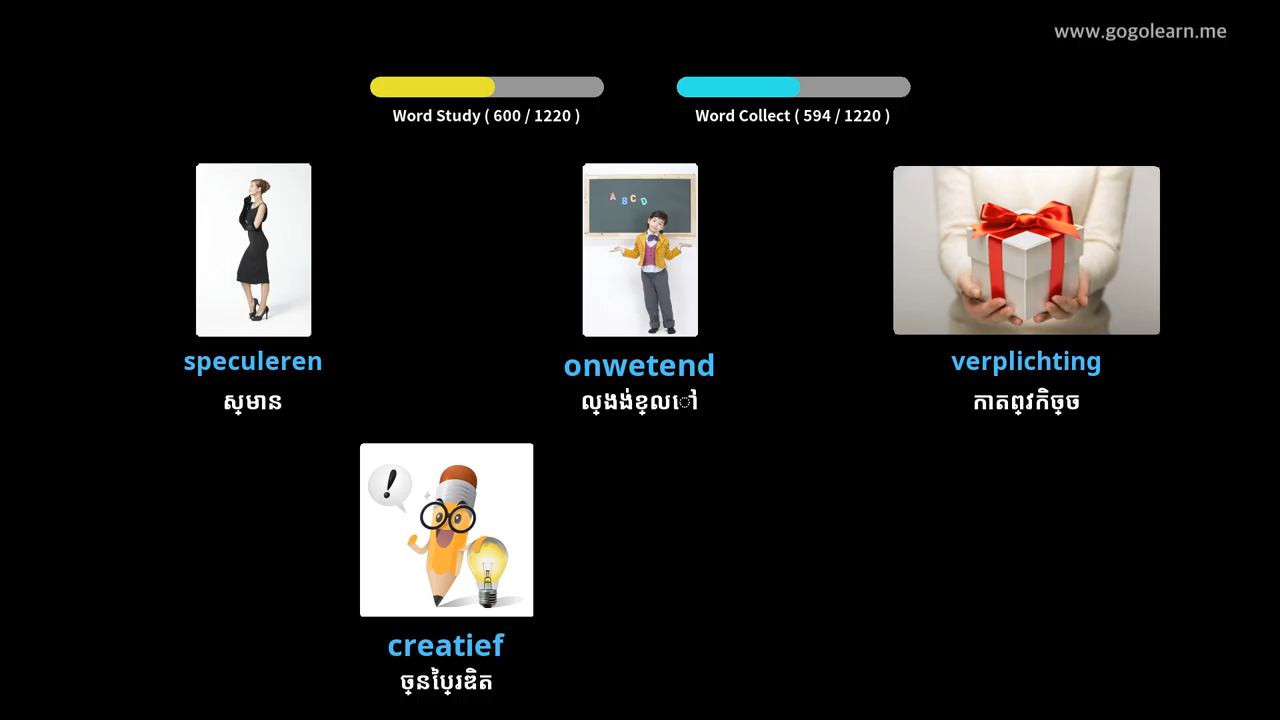 www.gogolearn.me
Word Study ( 600 / 1220 )
Word Collect ( 594 / 1220 )
A B C D
speculeren
onwetend
verplichting
ស្មាន
ល្ងង់ខ្លៅ
កាតព្វកិច្ច
creatief
ច្នៃប្រឌិត